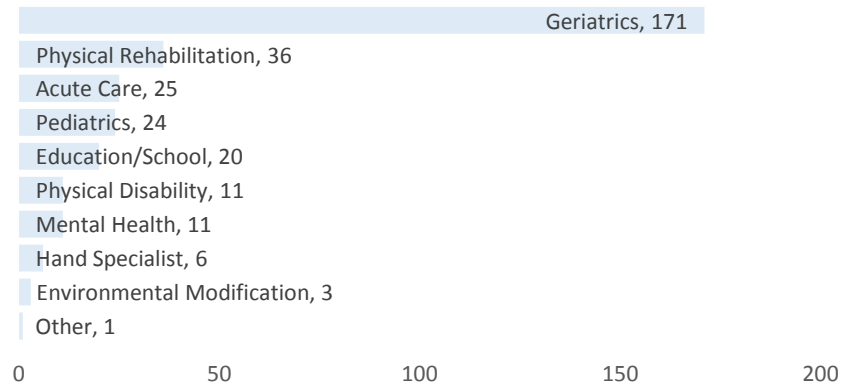 Geriatrics, 171
Physical Rehabilitation, 36
Acute Care, 25
Pediatrics, 24
Education/School, 20
Physical Disability, 11
Mental Health, 11
Hand Specialist, 6
Environmental Modification, 3
Other, 1
0 50 100 150 200